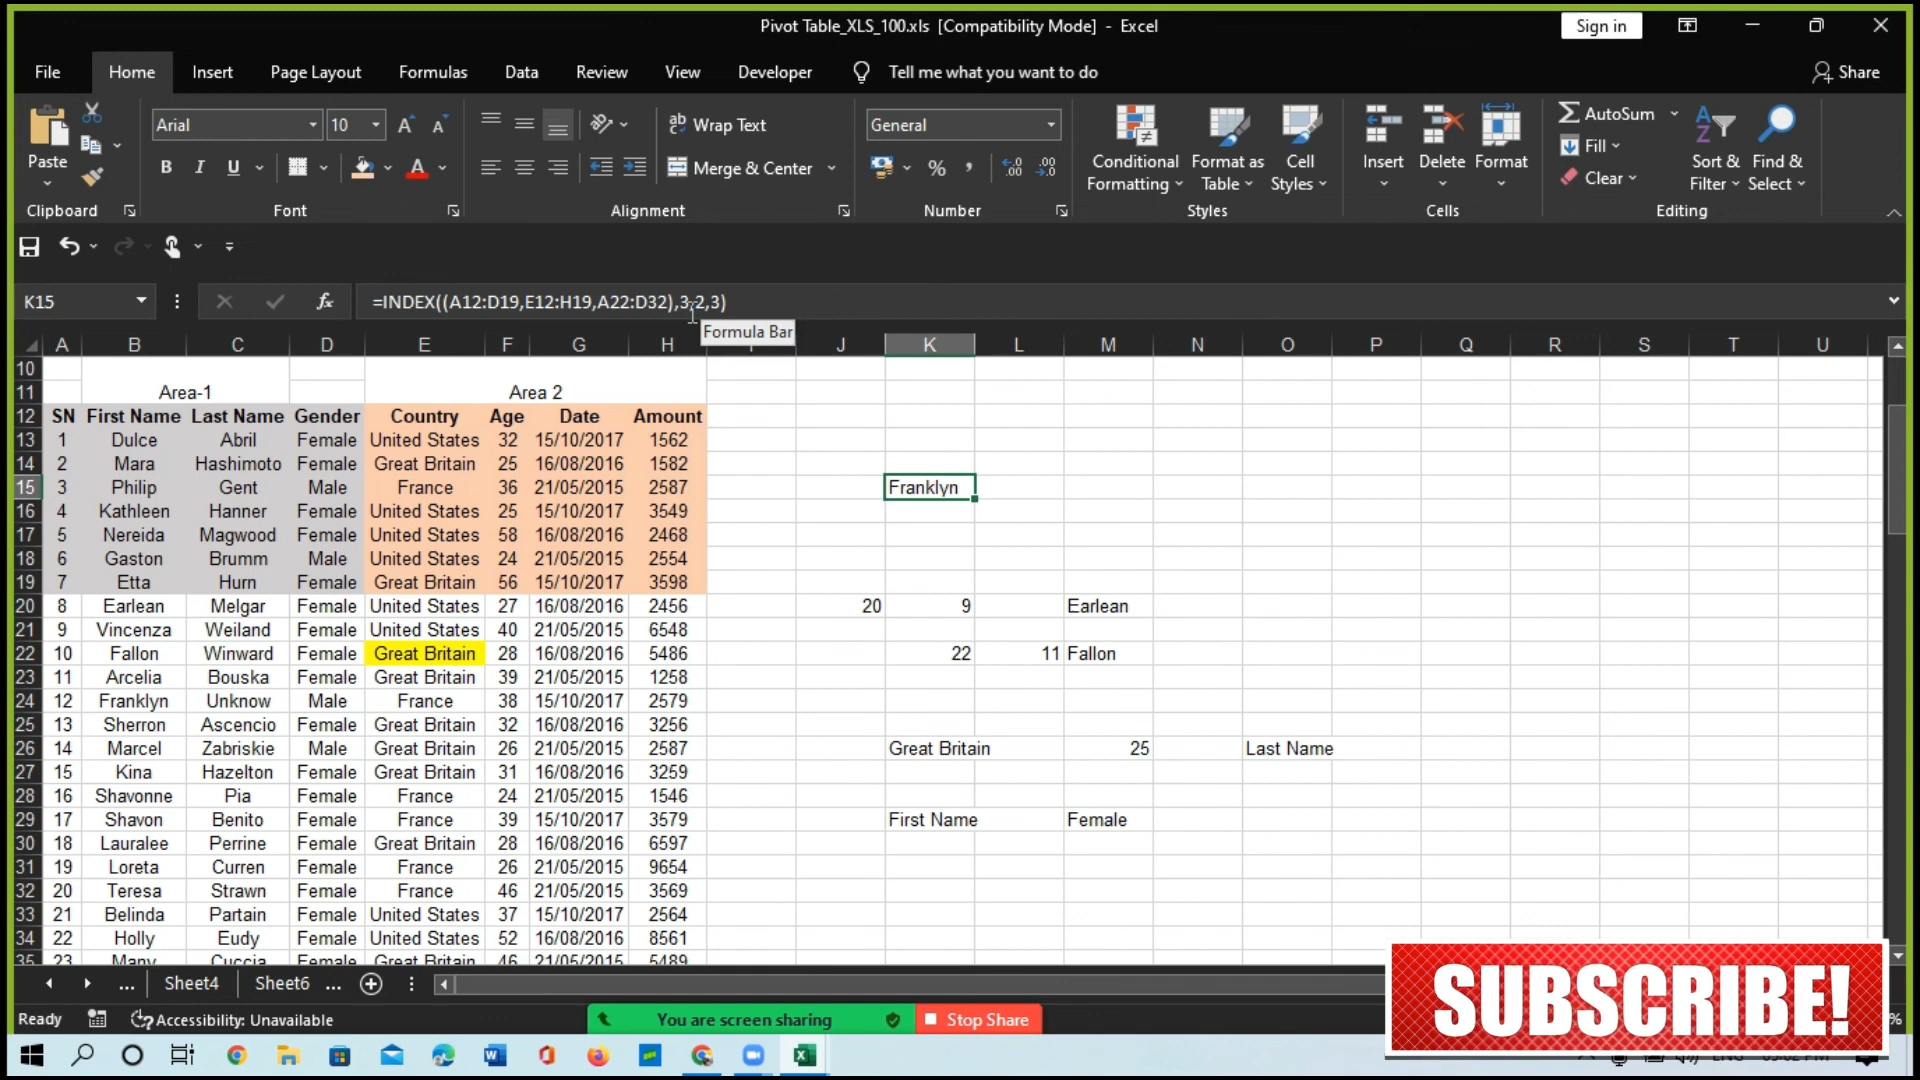 Pivot Table_XLS_100.xls [Compatibility Mode] - Excel
Sign in
File Home Insert Page Layout Formulas Data Review View Developer Tell me what you want to do Share
Paste
Arial 10
Wrap Text
General
Conditional Formatting
Format as Table
Cell Styles
Insert Delete Format
AutoSum
Fill
Clear
Sort & Filter
Find & Select
B I U
Merge & Center
Clipboard Font Alignment Number Styles Cells Editing
K15 fx =INDEX((A12:D19,E12:H19,A22:D32),3,2,3)
Formula Bar
A B C D E F G H J K L M N O P Q R S T U
10
11 Area-1 Area 2
12 SN First Name Last Name Gender Country Age Date Amount
13 1 Dulce Abril Female United States 32 15/10/2017 1562
14 2 Mara Hashimoto Female Great Britain 25 16/08/2016 1582
15 3 Philip Gent Male France 36 21/05/2015 2587 Franklyn
16 4 Kathleen Hanner Female United States 25 15/10/2017 3549
17 5 Nereida Magwood Female United States 58 16/08/2016 2468
18 6 Gaston Brumm Male United States 24 21/05/2015 2554
19 7 Etta Hurn Female Great Britain 56 15/10/2017 3598
20 8 Earlean Melgar Female United States 27 16/08/2016 2456 20 9 Earlean
21 9 Vincenza Weiland Female United States 40 21/05/2015 6548
22 10 Fallon Winward Female Great Britain 28 16/08/2016 5486 22 11 Fallon
23 11 Arcelia Bouska Female Great Britain 39 21/05/2015 1258
24 12 Franklyn Unknow Male France 38 15/10/2017 2579
25 13 Sherron Ascencio Female Great Britain 32 16/08/2016 3256
26 14 Marcel Zabriskie Male Great Britain 26 21/05/2015 2587 Great Britain 25 Last Name
27 15 Kina Hazelton Female Great Britain 31 16/08/2016 3259
28 16 Shavonne Pia Female France 24 21/05/2015 1546
29 17 Shavon Benito Female France 39 15/10/2017 3579 First Name Female
30 18 Lauralee Perrine Female Great Britain 28 16/08/2016 6597
31 19 Loreta Curren Female France 26 21/05/2015 9654
32 20 Teresa Strawn Female France 46 21/05/2015 3569
33 21 Belinda Partain Female United States 37 15/10/2017 2564
34 22 Holly Eudy Female United States 52 16/08/2016 8561
35 23 Many Cuccia Female Great Britain 46 21/05/2015 5489
... Sheet4 Sheet6 ...
SUBSCRIBE!
Ready Accessibility: Unavailable You are screen sharing Stop Share %